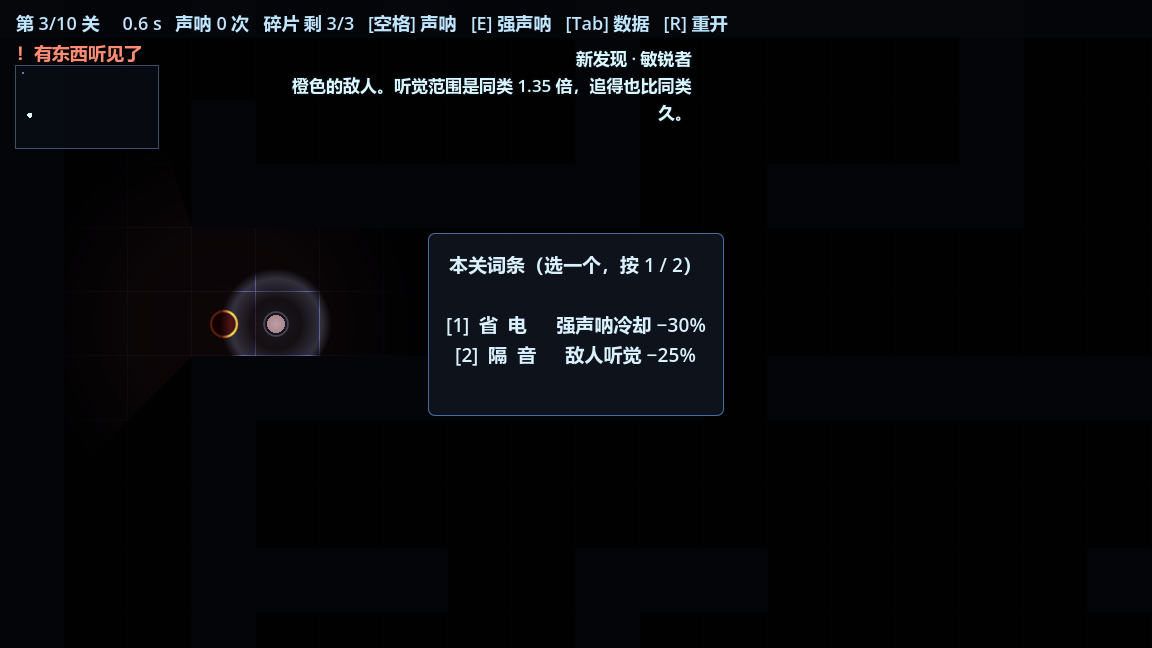 第 3/10 关 0.6 s 声呐 0 次 碎片 剩 3/3 [空格] 声呐 [E] 强声呐 [Tab] 数据 [R] 重开
！有东西听见了
新发现 · 敏锐者
橙色的敌人。听觉范围是同类 1.35 倍，追得也比同类
久。
本关词条（选一个，按 1 / 2）
[1] 省 电 强声呐冷却 −30%
[2] 隔 音 敌人听觉 −25%